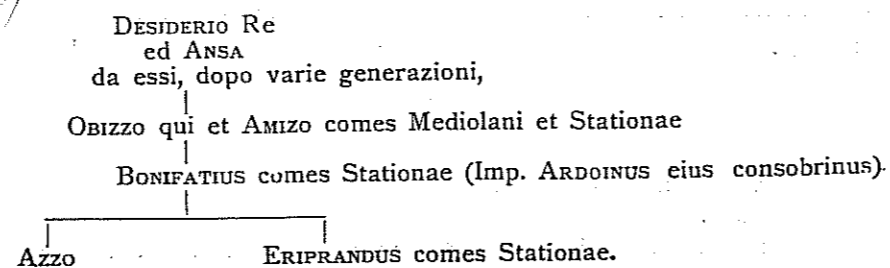 DESIDERIO RE
ed ANSA
da essi, dopo varie generazioni,
OBIZZO qui et AMIZO comes Mediolani et Stationae
BONIFATIUS comes Stationae (Imp. ARDOINUS eius consobrinus).
AZZO ERIPRANDUS comes Stationae.